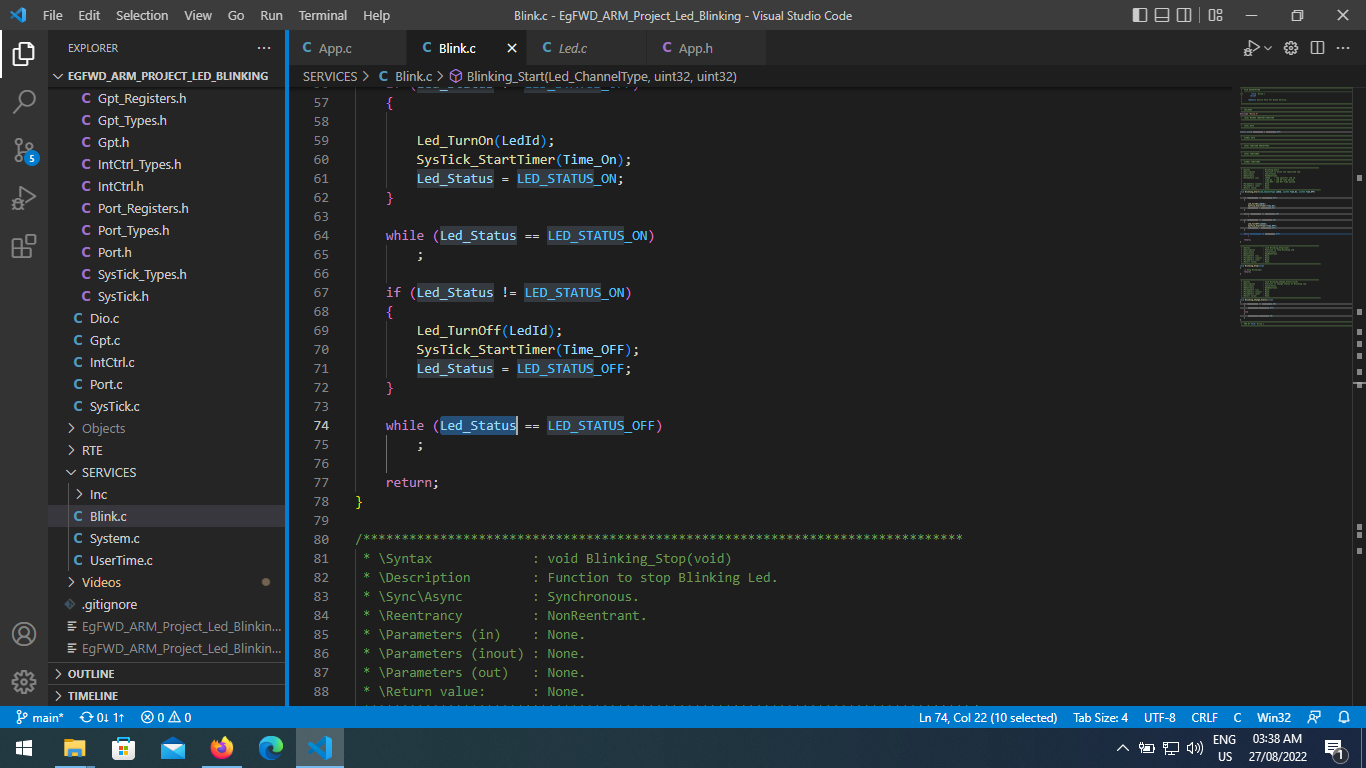 File Edit Selection View Go Run Terminal Help
Blink.c - EgFWD_ARM_Project_Led_Blinking - Visual Studio Code
EXPLORER
EGFWD_ARM_PROJECT_LED_BLINKING
C Gpt_Registers.h
C Gpt_Types.h
C Gpt.h
C IntCtrl_Types.h
C IntCtrl.h
C Port_Registers.h
C Port_Types.h
C Port.h
C SysTick_Types.h
C SysTick.h
C Dio.c
C Gpt.c
C IntCtrl.c
C Port.c
C SysTick.c
Objects
RTE
SERVICES
Inc
C Blink.c
C System.c
C UserTime.c
Videos
.gitignore
EgFWD_ARM_Project_Led_Blinkin...
EgFWD_ARM_Project_Led_Blinkin...
OUTLINE
TIMELINE
5
C App.c
C Blink.c
C Led.c
C App.h
SERVICES > C Blink.c > Blinking_Start(Led_ChannelType, uint32, uint32)
57 {
58
59 Led_TurnOn(LedId);
60 SysTick_StartTimer(Time_On);
61 Led_Status = LED_STATUS_ON;
62 }
63
64 while (Led_Status == LED_STATUS_ON)
65 ;
66
67 if (Led_Status != LED_STATUS_ON)
68 {
69 Led_TurnOff(LedId);
70 SysTick_StartTimer(Time_OFF);
71 Led_Status = LED_STATUS_OFF;
72 }
73
74 while (Led_Status == LED_STATUS_OFF)
75 ;
76
77 return;
78 }
79
80 /******************************************************************************
81 * \Syntax : void Blinking_Stop(void)
82 * \Description : Function to stop Blinking Led.
83 * \Sync\Async : Synchronous.
84 * \Reentrancy : NonReentrant.
85 * \Parameters (in) : None.
86 * \Parameters (inout) : None.
87 * \Parameters (out) : None.
88 * \Return value: : None.
main* 0↓ 1↑ 0 0
Ln 74, Col 22 (10 selected) Tab Size: 4 UTF-8 CRLF C Win32
ENG
US
03:38 AM
27/08/2022
1